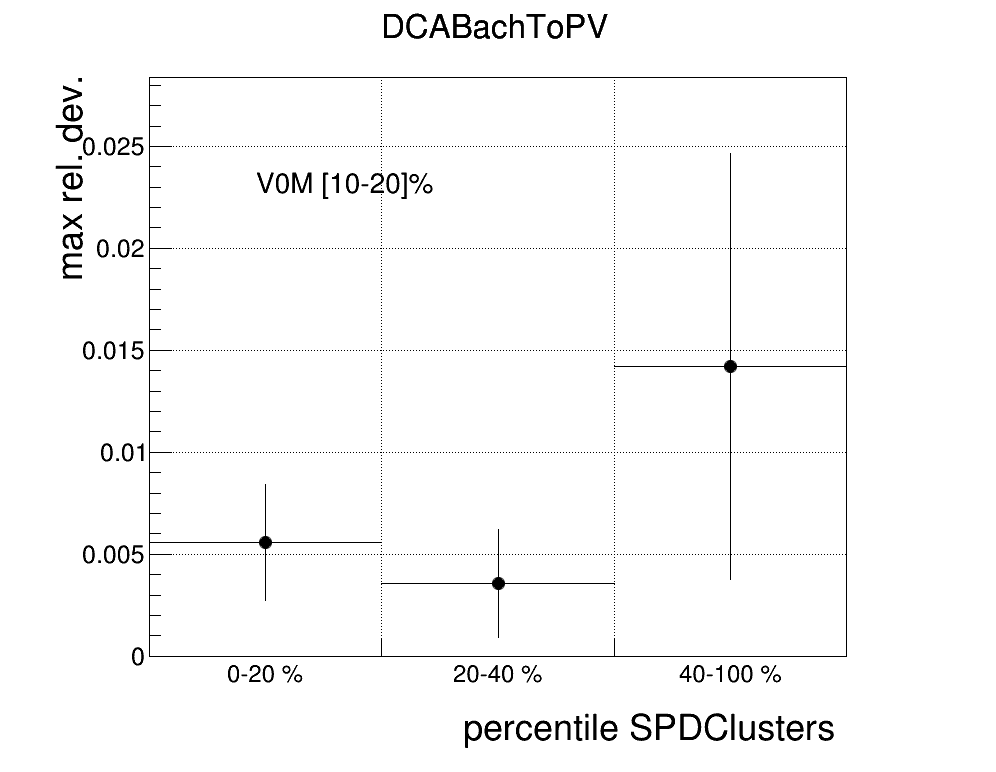 DCABachToPV
max rel. dev.
0.025
V0M [10-20]%
0.02
0.015
0.01
0.005
0
0-20 % 20-40 % 40-100 %
percentile SPDClusters